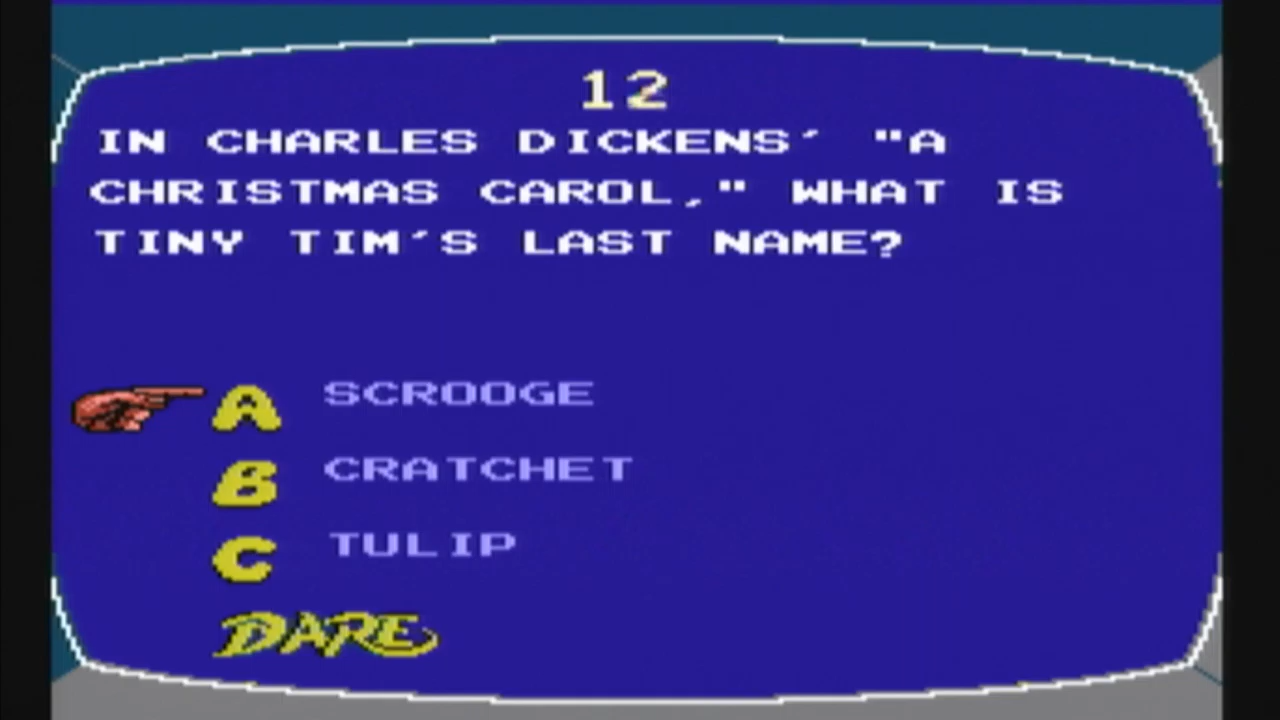 12
IN CHARLES DICKENS' "A
CHRISTMAS CAROL," WHAT IS
TINY TIM'S LAST NAME?
A SCROOGE
B CRATCHET
C TULIP
DARE